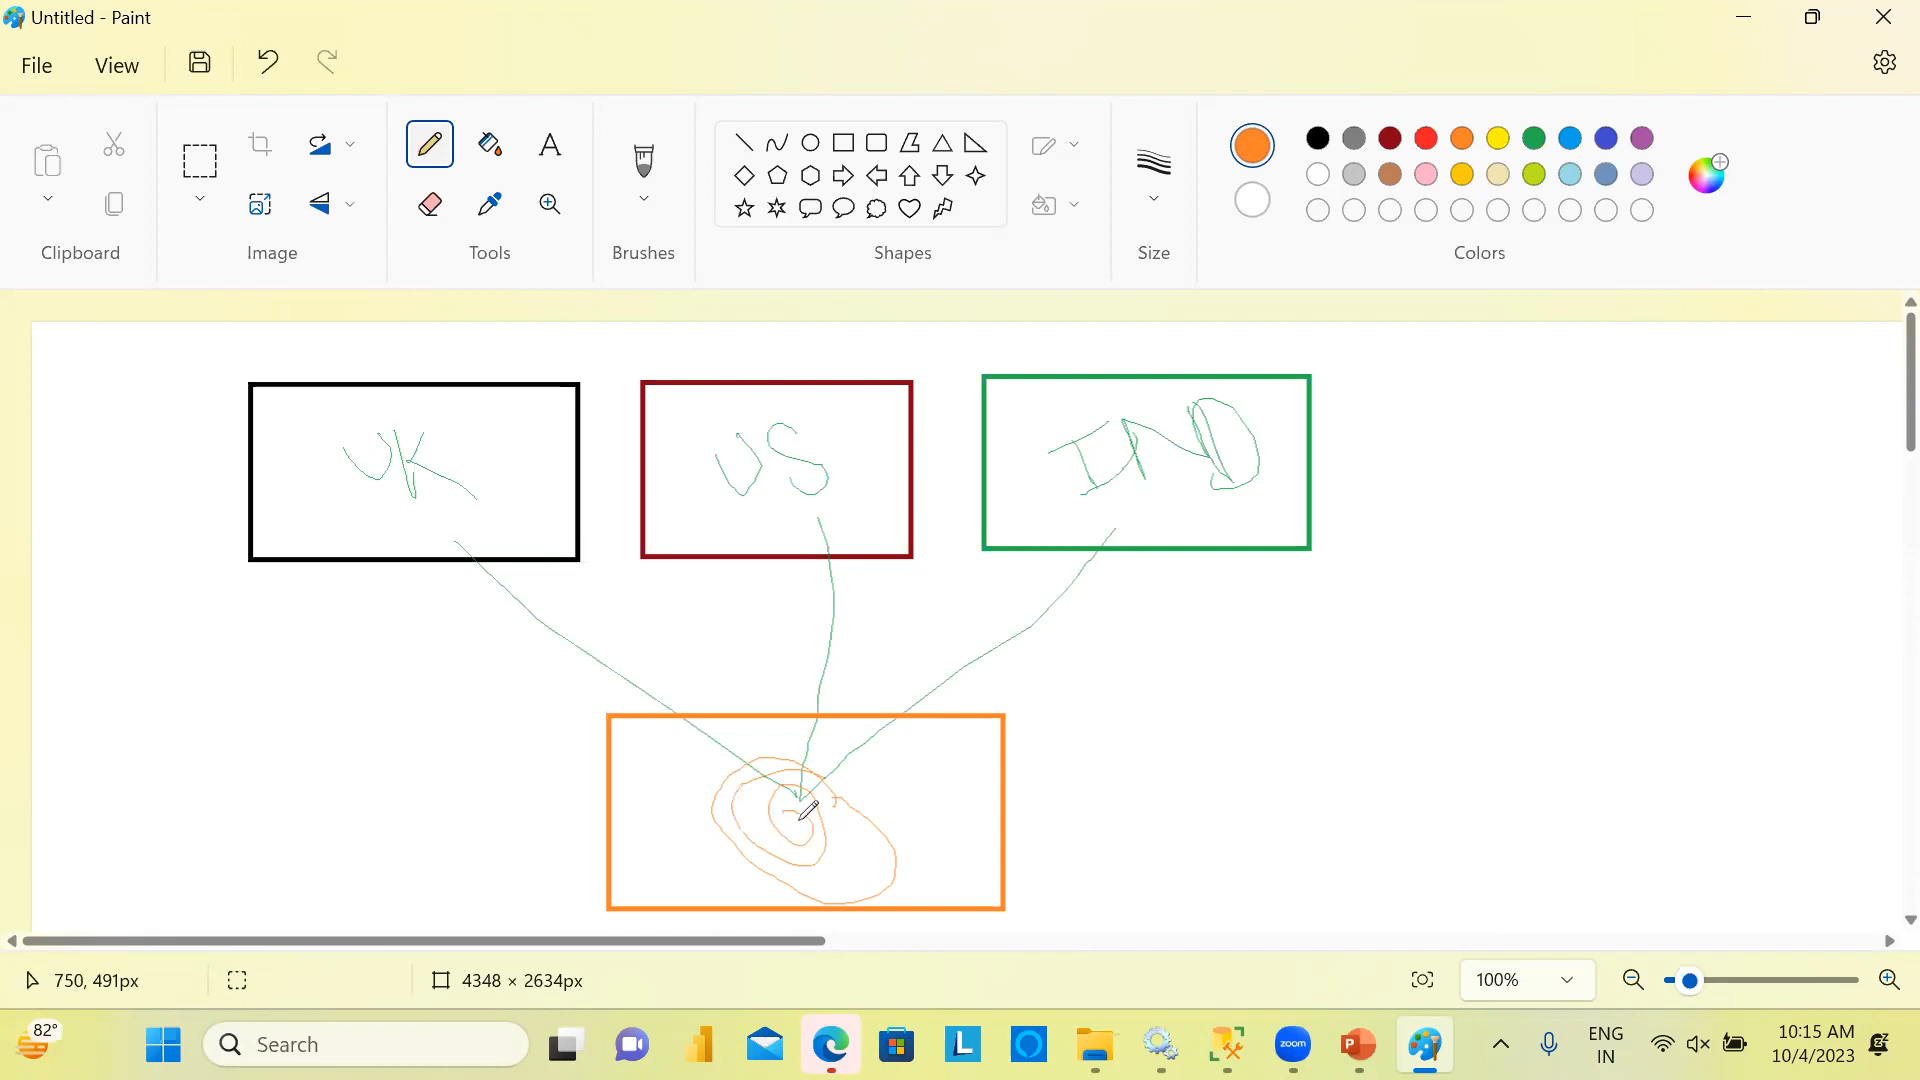 Untitled - Paint
File View
Clipboard
Image
Tools
Brushes
Shapes
Size
Colors
UK
US
IND
750, 491px
4348 × 2634px
100%
82°
Search
zoom
ENG
IN
10:15 AM
10/4/2023